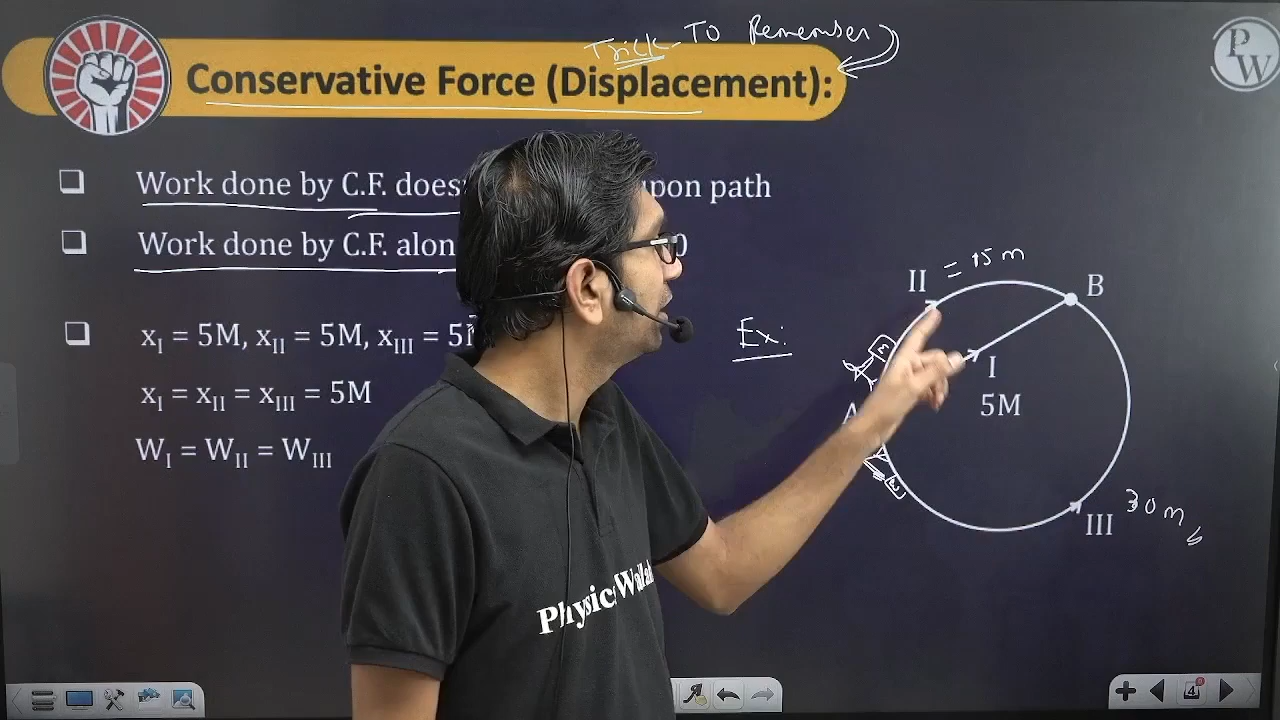 Trick To Remember
Conservative Force (Displacement):
PW
Work done by C.F. does upon path
Work done by C.F. alon 0
x_I = 5M, x_II = 5M, x_III = 5M
x_I = x_II = x_III = 5M
W_I = W_II = W_III
Ex:
II = 15 m
B
I
5M
A
III 30 m
Physics Wallah
4